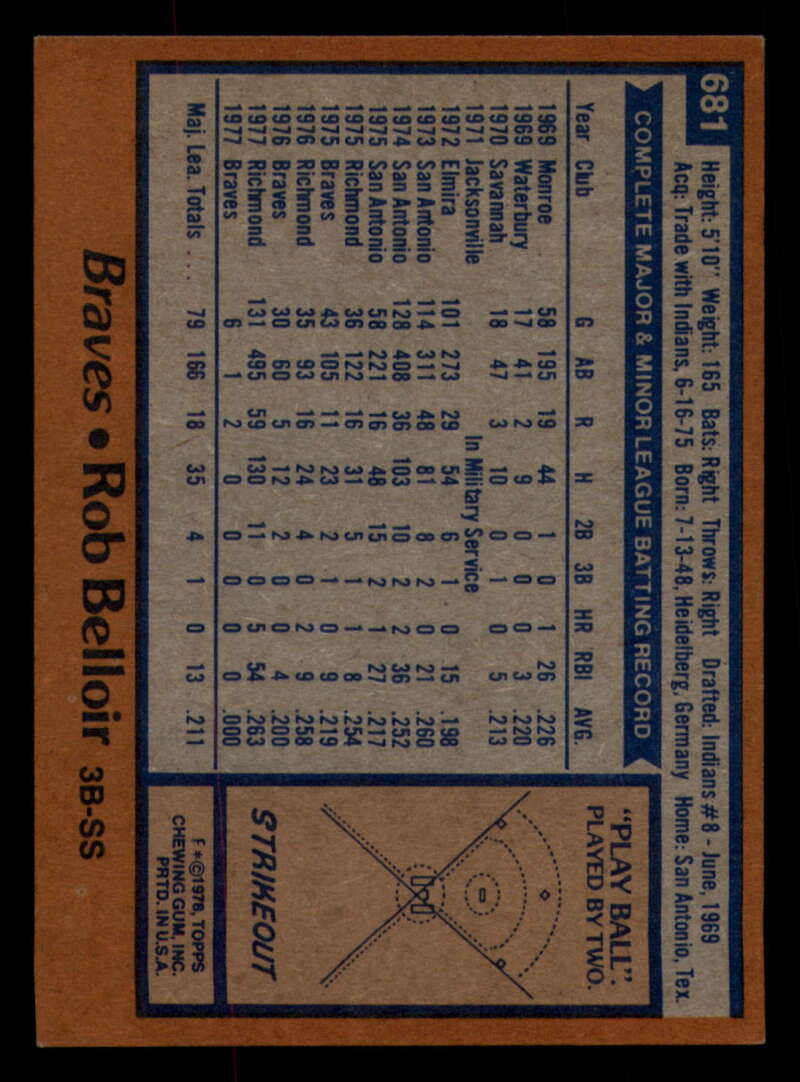 681
Height: 5'10" Weight: 165 Bats: Right Throws: Right Drafted: Indians #8 - June, 1969
Acq: Trade with Indians, 6-16-75 Born: 7-13-48, Heidelberg, Germany Home: San Antonio, Tex.
COMPLETE MAJOR & MINOR LEAGUE BATTING RECORD
Year Club G AB R H 2B 3B HR RBI AVG.
1969 Monroe 58 195 19 44 1 0 1 26 .226
1969 Waterbury 17 41 2 9 0 0 0 3 .220
1970 Savannah 18 47 3 10 0 1 0 5 .213
1971 Jacksonville In Military Service
1972 Elmira 101 273 29 54 6 1 0 15 .198
1973 San Antonio 114 311 48 81 8 2 0 21 .260
1974 San Antonio 128 408 36 103 10 2 2 36 .252
1975 San Antonio 58 221 16 48 15 2 1 27 .217
1975 Richmond 36 122 16 31 5 1 1 8 .254
1975 Braves 43 105 11 23 2 1 0 9 .219
1976 Richmond 35 93 16 24 4 0 2 9 .258
1976 Braves 30 60 5 12 2 0 0 4 .200
1977 Richmond 131 495 59 130 11 0 5 54 .263
1977 Braves 6 1 2 0 0 0 0 0 .000
Maj. Lea. Totals ... 79 166 18 35 4 1 0 13 .211
"PLAY BALL".
PLAYED BY TWO.
STRIKEOUT
F *©1978, TOPPS
CHEWING GUM, INC.
PRTD. IN U.S.A.
Braves • Rob Belloir 3B-SS